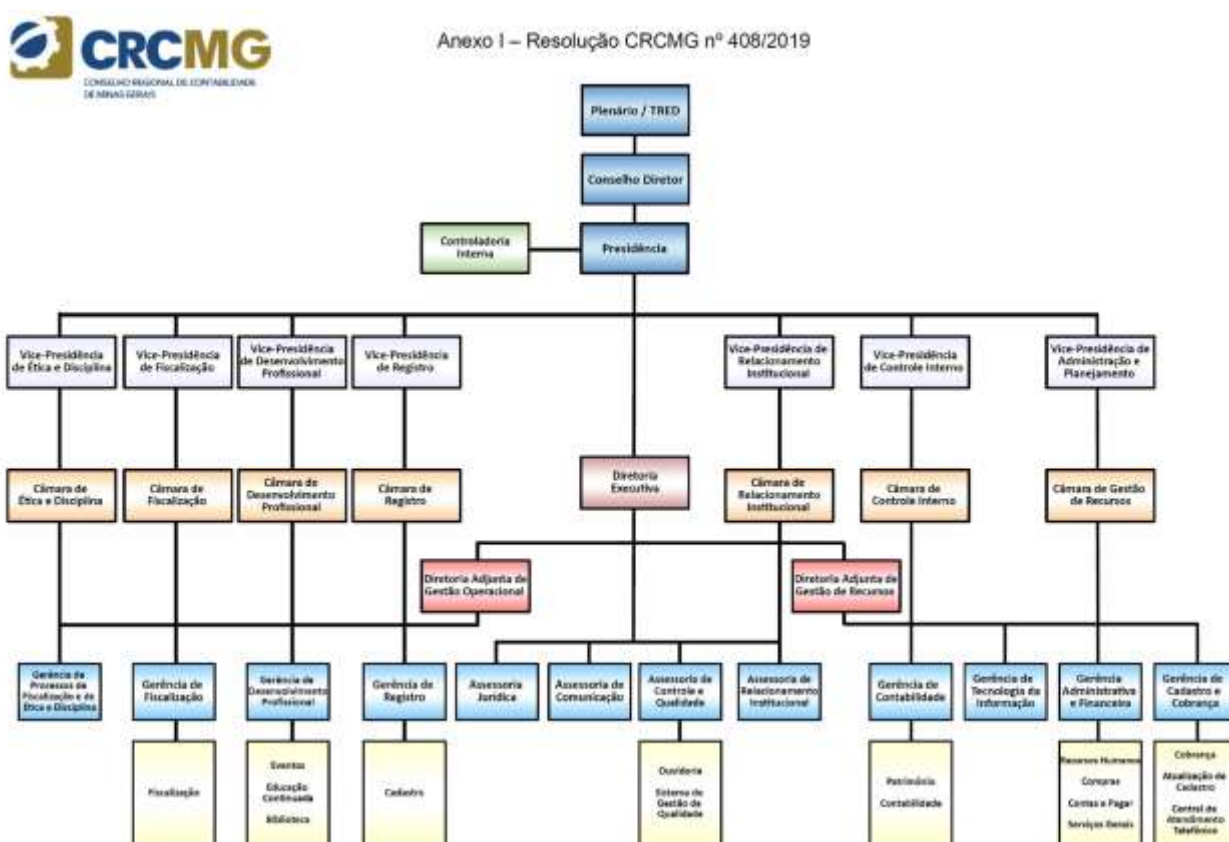 CRCMG
CONSELHO REGIONAL DE CONTABILIDADE
DE MINAS GERAIS
Anexo I – Resolução CRCMG nº 408/2019
Plenário / TRED
Conselho Diretor
Controladoria
Interna
Presidência
Vice-Presidência
de Ética e Disciplina
Vice-Presidência
de Fiscalização
Vice-Presidência
de Desenvolvimento
Profissional
Vice-Presidência
de Registro
Vice-Presidência de
Relacionamento
Institucional
Vice-Presidência
de Controle Interno
Vice-Presidência de
Administração e
Planejamento
Câmara de
Ética e Disciplina
Câmara de
Fiscalização
Câmara de
Desenvolvimento
Profissional
Câmara de
Registro
Diretoria
Executiva
Câmara de
Relacionamento
Institucional
Câmara de
Controle Interno
Câmara de Gestão
de Recursos
Diretoria Adjunta de
Gestão Operacional
Diretoria Adjunta de
Gestão de Recursos
Gerência de
Processos de
Fiscalização e de
Ética e Disciplina
Gerência de
Fiscalização
Gerência de
Desenvolvimento
Profissional
Gerência de
Registro
Assessoria
Jurídica
Assessoria de
Comunicação
Assessoria de
Controle e
Qualidade
Assessoria de
Relacionamento
Institucional
Gerência de
Contabilidade
Gerência de
Tecnologia da
Informação
Gerência
Administrativa
e Financeira
Gerência de
Cadastro e
Cobrança
Fiscalização
Eventos
Educação
Continuada
Biblioteca
Cadastro
Ouvidoria
Sistema de
Gestão de
Qualidade
Patrimônio
Contabilidade
Recursos Humanos
Compras
Contas a Pagar
Serviços Gerais
Cobrança
Atualização de
Cadastro
Central de
Atendimento
Telefônico